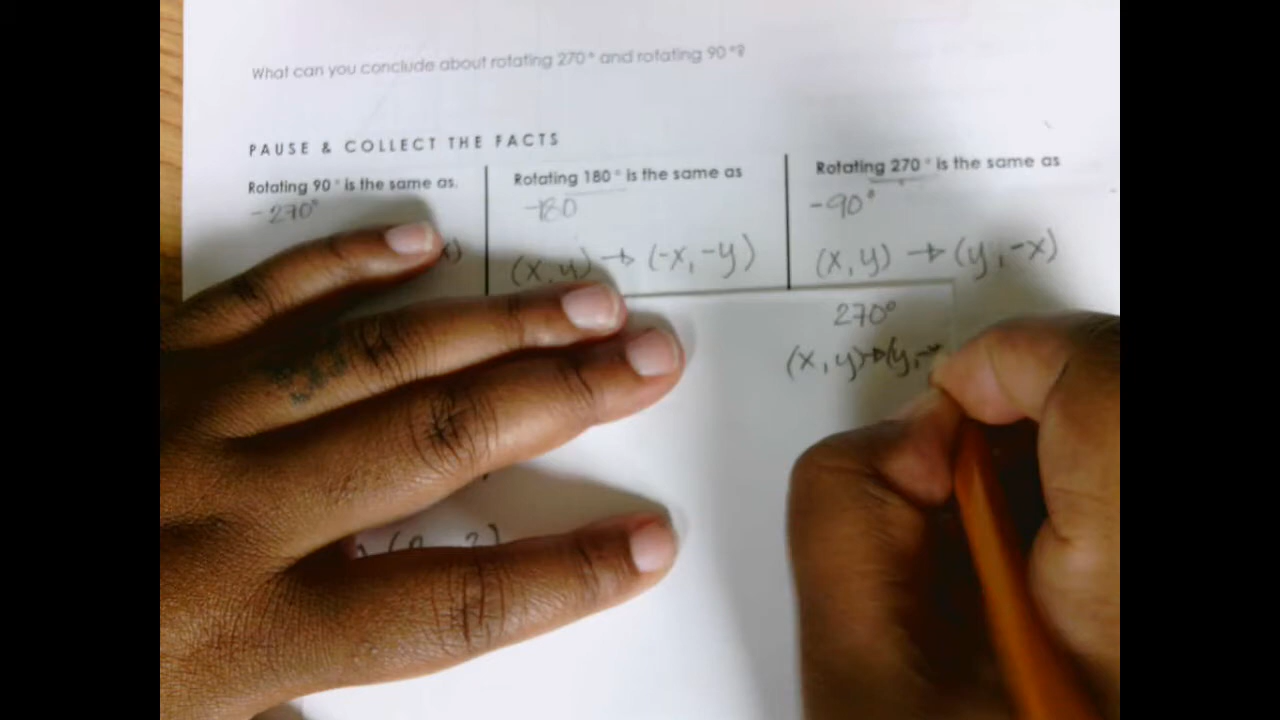 What can you conclude about rotating 270° and rotating 90°?
PAUSE & COLLECT THE FACTS
Rotating 90° is the same as.
-270°
x)
Rotating 180° is the same as
-180
(x,y) → (-x,-y)
Rotating 270° is the same as
-90°
(x,y) → (y,-x)
270°
(x,y)→(y,-x